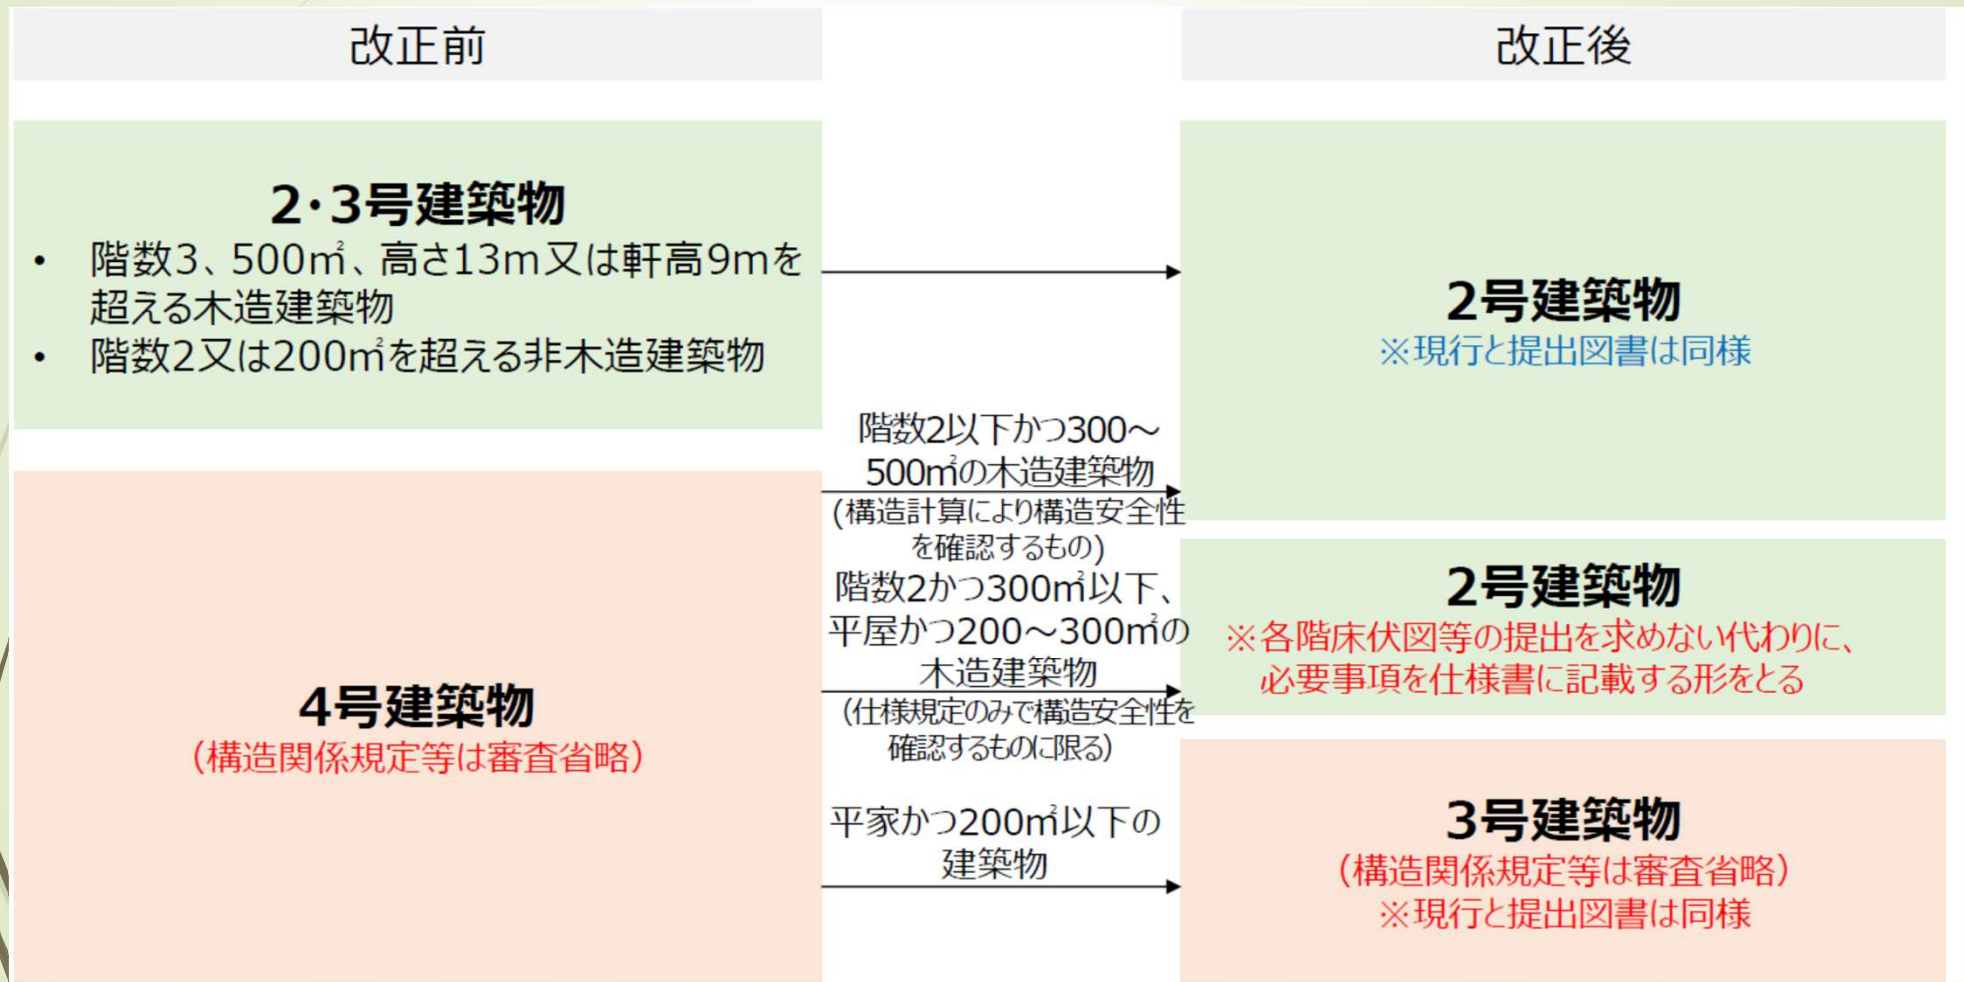 改正前
改正後
2・3号建築物
• 階数3、500㎡、高さ13m又は軒高9mを
超える木造建築物
• 階数2又は200㎡を超える非木造建築物
4号建築物
(構造関係規定等は審査省略)
階数2以下かつ300～
500㎡の木造建築物
(構造計算により構造安全性
を確認するもの)
階数2かつ300㎡以下、
平屋かつ200～300㎡の
木造建築物
(仕様規定のみで構造安全性を
確認するものに限る)
平家かつ200㎡以下の
建築物
2号建築物
※現行と提出図書は同様
2号建築物
※各階床伏図等の提出を求めない代わりに、
必要事項を仕様書に記載する形をとる
3号建築物
(構造関係規定等は審査省略)
※現行と提出図書は同様